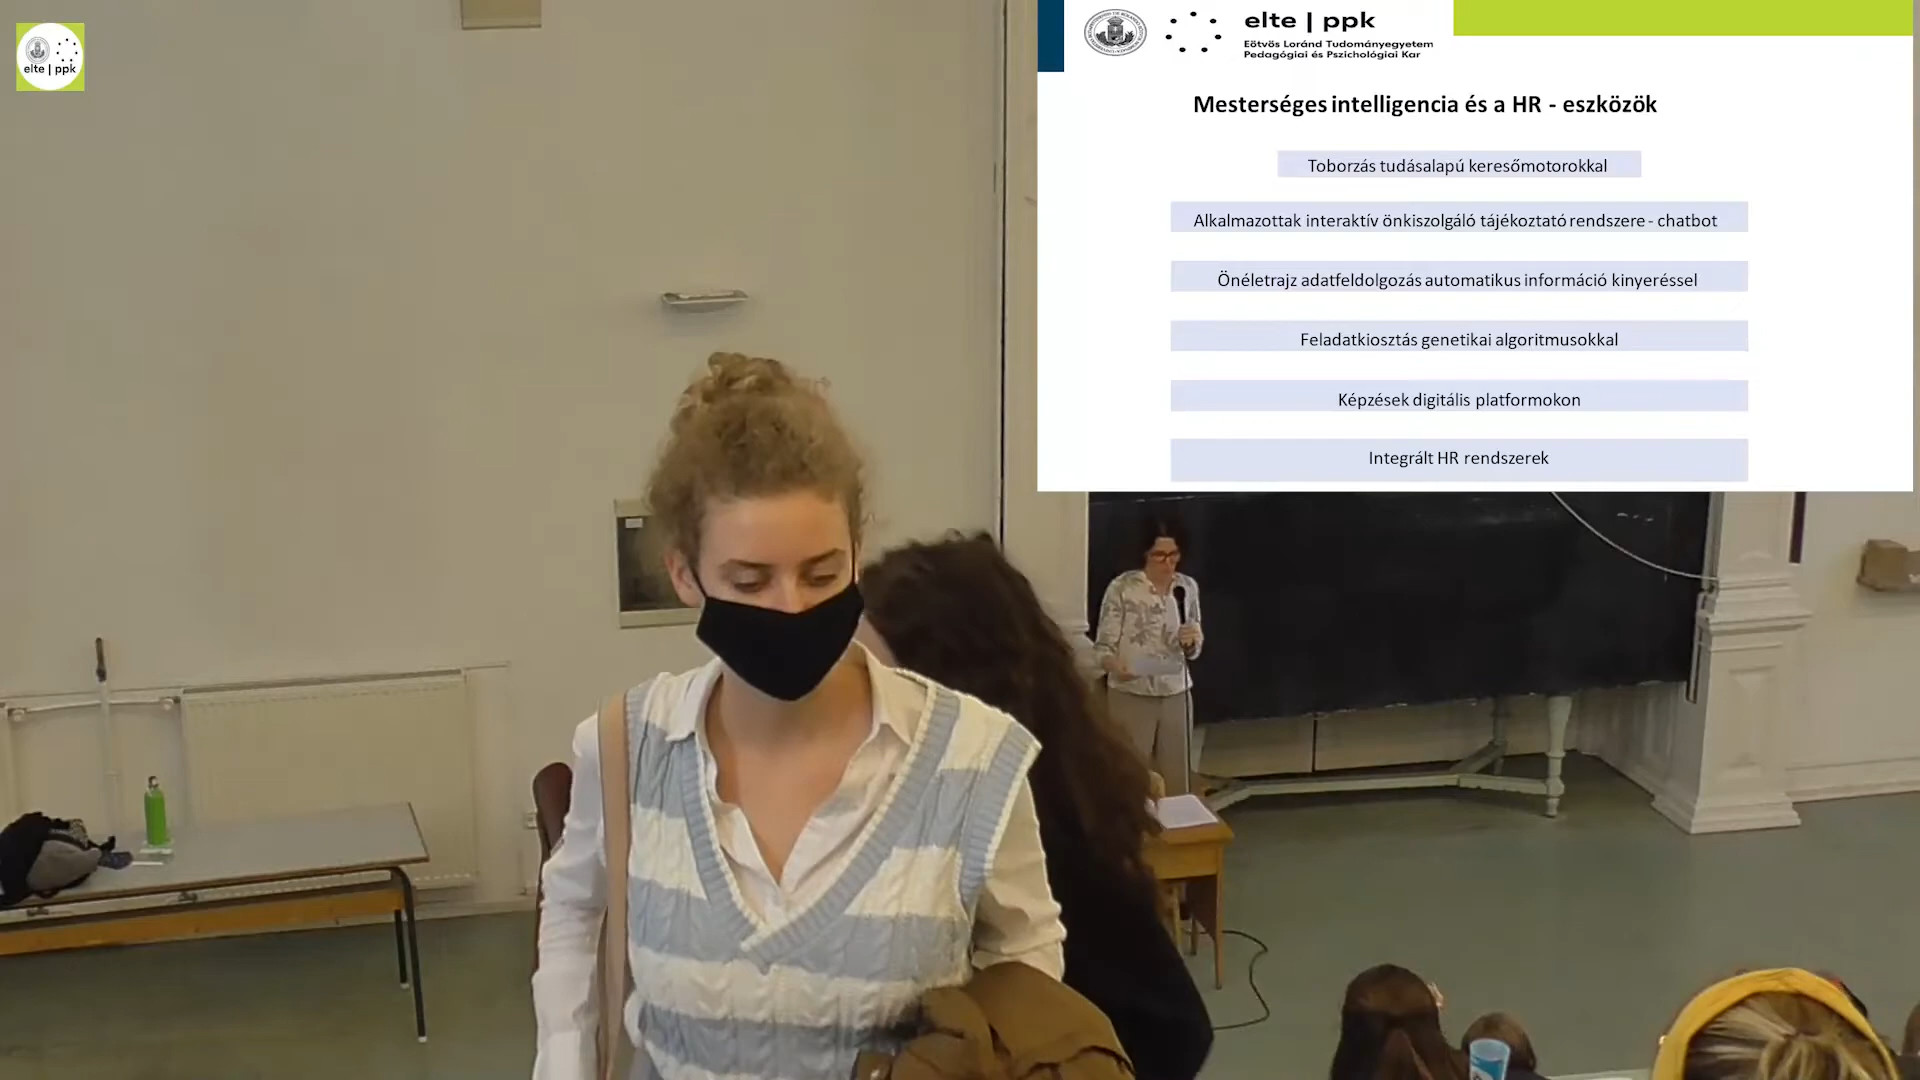 elte | ppk
elte | ppk
Eötvös Loránd Tudományegyetem
Pedagógiai és Pszichológiai Kar
Mesterséges intelligencia és a HR - eszközök
Toborzás tudásalapú keresőmotorokkal
Alkalmazottak interaktív önkiszolgáló tájékoztató rendszere - chatbot
Önéletrajz adatfeldolgozás automatikus információ kinyeréssel
Feladatkiosztás genetikai algoritmusokkal
Képzések digitális platformokon
Integrált HR rendszerek